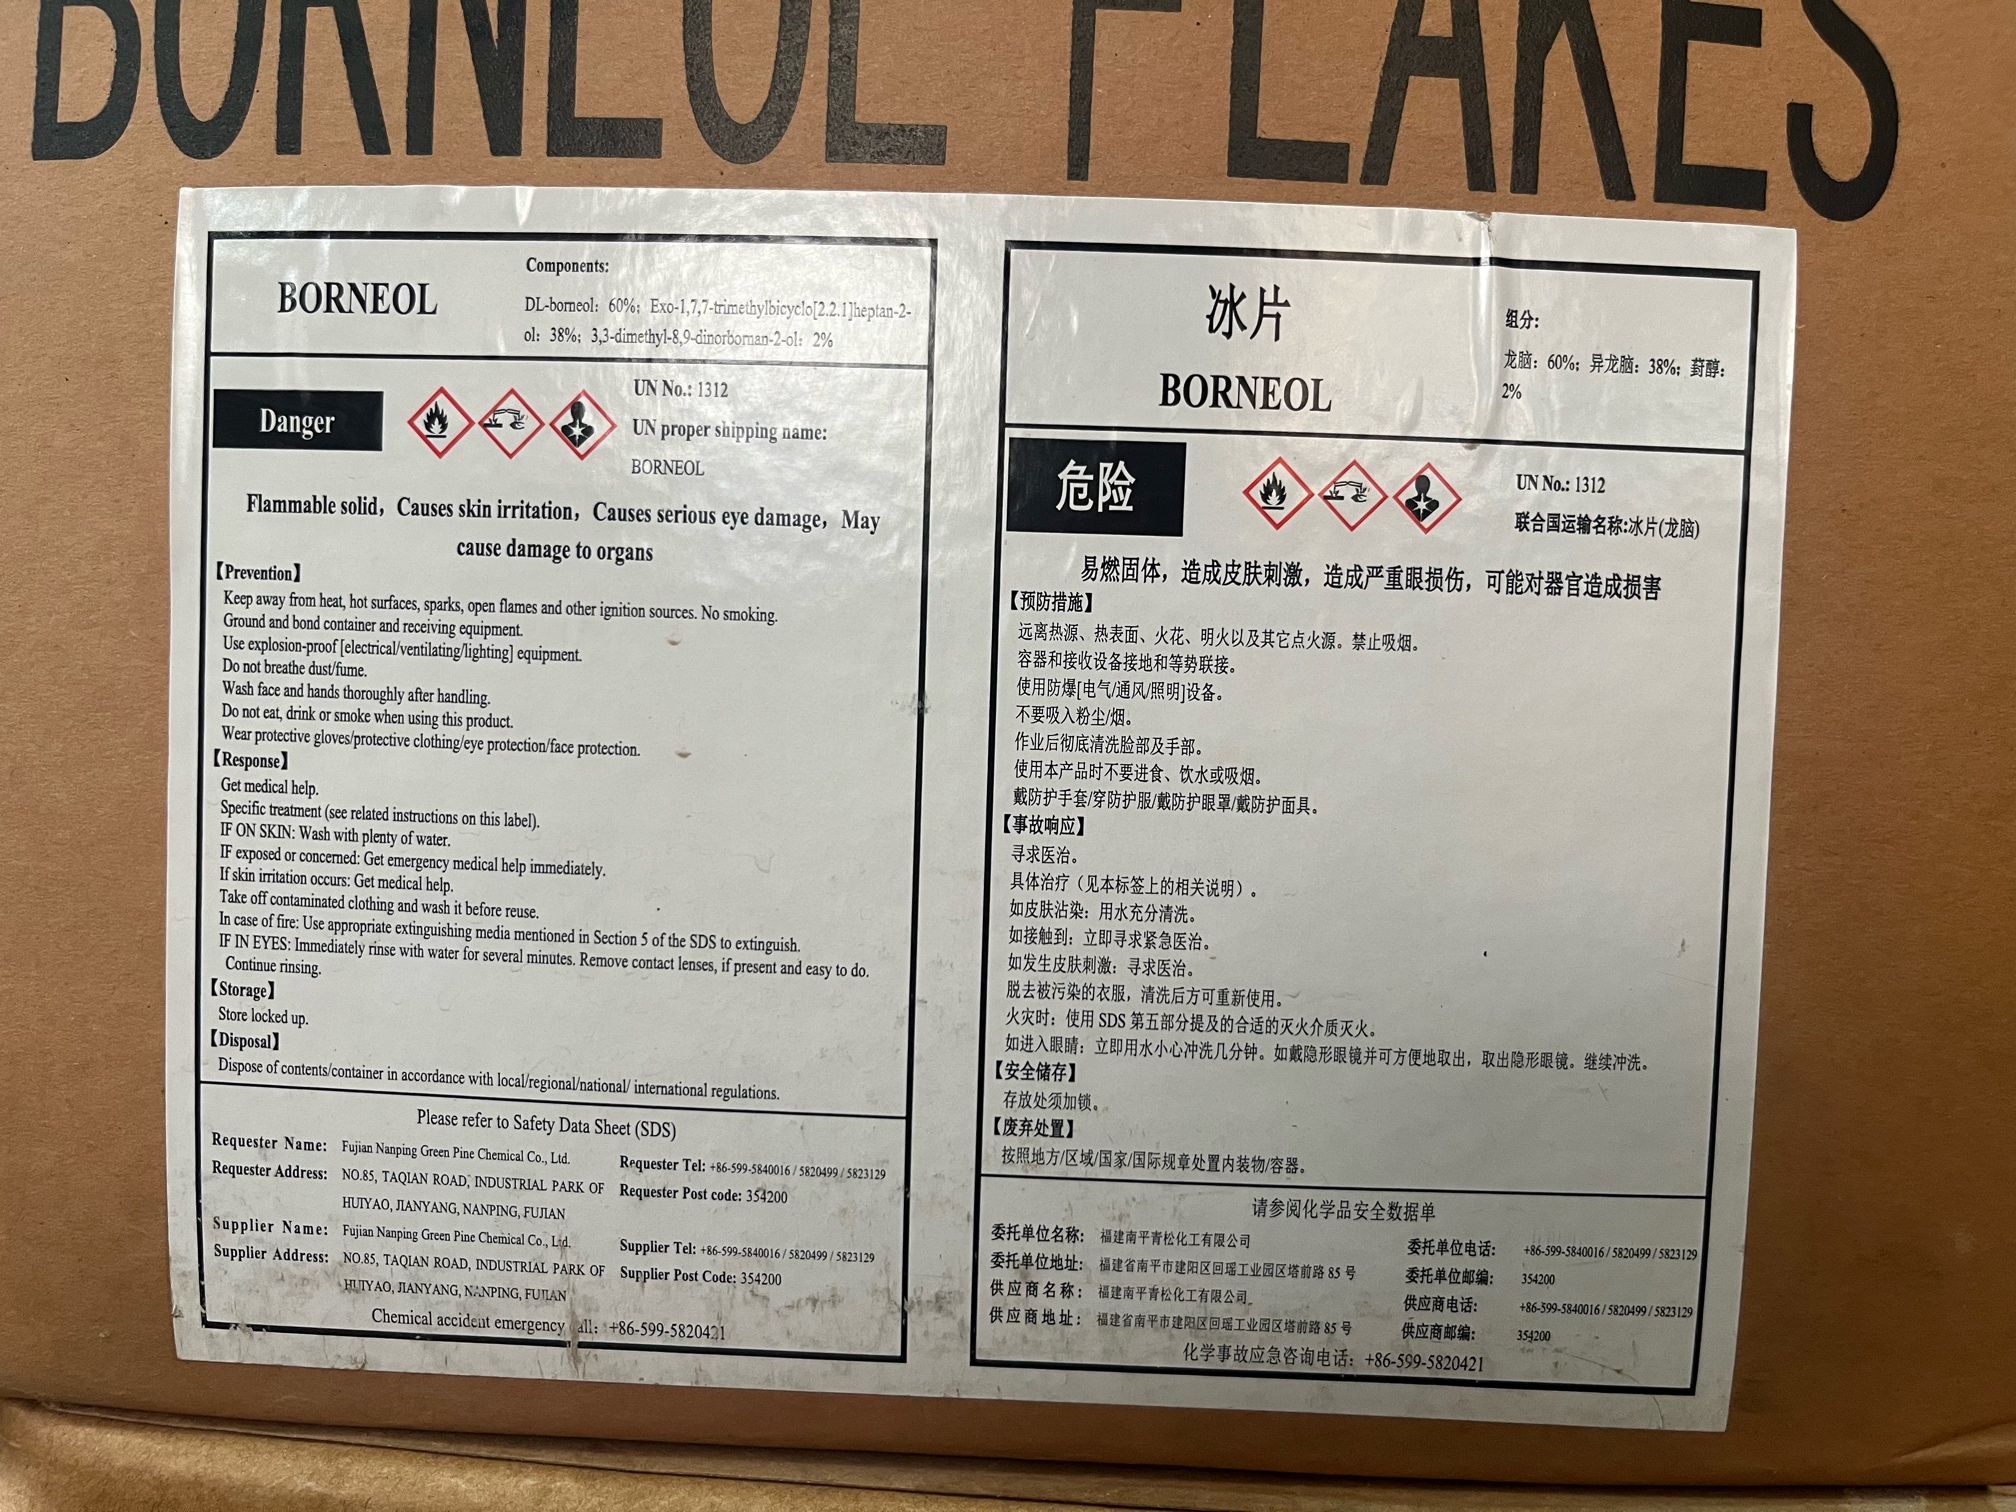 BORNEOL FLAKES
BORNEOL
Components:
DL-borneol: 60%; Exo-1,7,7-trimethylbicyclo[2.2.1]heptan-2-
ol: 38%; 3,3-dimethyl-8,9-dinorbornan-2-ol: 2%
Danger
UN No.: 1312
UN proper shipping name:
BORNEOL
Flammable solid, Causes skin irritation, Causes serious eye damage, May
cause damage to organs
【Prevention】
Keep away from heat, hot surfaces, sparks, open flames and other ignition sources. No smoking.
Ground and bond container and receiving equipment.
Use explosion-proof [electrical/ventilating/lighting] equipment.
Do not breathe dust/fume.
Wash face and hands thoroughly after handling.
Do not eat, drink or smoke when using this product.
Wear protective gloves/protective clothing/eye protection/face protection.
【Response】
Get medical help.
Specific treatment (see related instructions on this label).
IF ON SKIN: Wash with plenty of water.
IF exposed or concerned: Get emergency medical help immediately.
If skin irritation occurs: Get medical help.
Take off contaminated clothing and wash it before reuse.
In case of fire: Use appropriate extinguishing media mentioned in Section 5 of the SDS to extinguish.
IF IN EYES: Immediately rinse with water for several minutes. Remove contact lenses, if present and easy to do.
Continue rinsing.
【Storage】
Store locked up.
【Disposal】
Dispose of contents/container in accordance with local/regional/national/ international regulations.
Please refer to Safety Data Sheet (SDS)
Requester Name: Fujian Nanping Green Pine Chemical Co., Ltd.
Requester Tel: +86-599-5840016 / 5820499 / 5823129
Requester Address: NO.85, TAQIAN ROAD, INDUSTRIAL PARK OF
HUIYAO, JIANYANG, NANPING, FUJIAN
Requester Post code: 354200
Supplier Name: Fujian Nanping Green Pine Chemical Co., Ltd.
Supplier Tel: +86-599-5840016 / 5820499 / 5823129
Supplier Address: NO.85, TAQIAN ROAD, INDUSTRIAL PARK OF
HUIYAO, JIANYANG, NANPING, FUJIAN
Supplier Post Code: 354200
Chemical accident emergency all: +86-599-5820421
冰片
BORNEOL
组分:
龙脑: 60%; 异龙脑: 38%; 葑醇:
2%
危险
UN No.: 1312
联合国运输名称:冰片(龙脑)
易燃固体，造成皮肤刺激，造成严重眼损伤，可能对器官造成损害
【预防措施】
远离热源、热表面、火花、明火以及其它点火源。禁止吸烟。
容器和接收设备接地和等势联接。
使用防爆[电气/通风/照明]设备。
不要吸入粉尘/烟。
作业后彻底清洗脸部及手部。
使用本产品时不要进食、饮水或吸烟。
戴防护手套/穿防护服/戴防护眼罩/戴防护面具。
【事故响应】
寻求医治。
具体治疗（见本标签上的相关说明）。
如皮肤沾染：用水充分清洗。
如接触到：立即寻求紧急医治。
如发生皮肤刺激：寻求医治。
脱去被污染的衣服，清洗后方可重新使用。
火灾时：使用 SDS 第五部分提及的合适的灭火介质灭火。
如进入眼睛：立即用水小心冲洗几分钟。如戴隐形眼镜并可方便地取出，取出隐形眼镜。继续冲洗。
【安全储存】
存放处须加锁。
【废弃处置】
按照地方/区域/国家/国际规章处置内装物/容器。
请参阅化学品安全数据单
委托单位名称: 福建南平青松化工有限公司
委托单位电话: +86-599-5840016 / 5820499 / 5823129
委托单位地址: 福建省南平市建阳区回瑶工业园区塔前路 85 号
委托单位邮编: 354200
供应商名称: 福建南平青松化工有限公司
供应商电话: +86-599-5840016 / 5820499 / 5823129
供应商地址: 福建省南平市建阳区回瑶工业园区塔前路 85 号
供应商邮编: 354200
化学事故应急咨询电话: +86-599-5820421